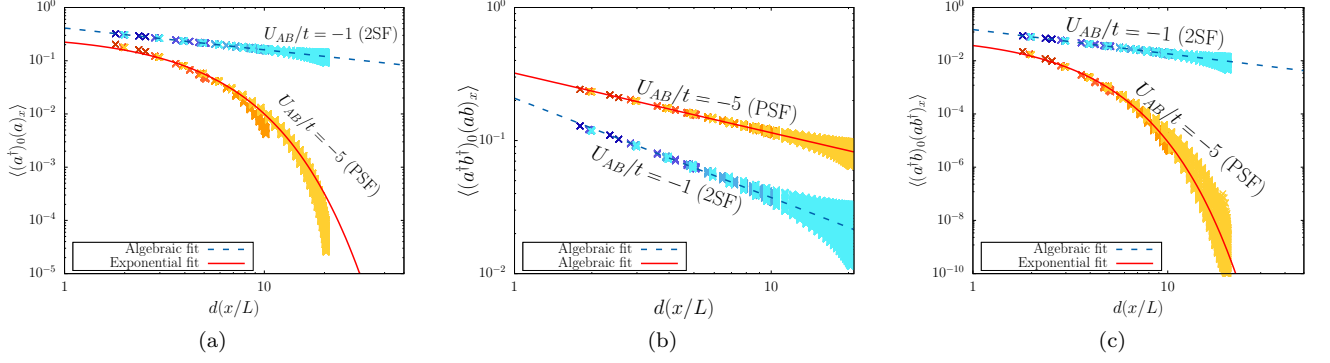 10^0
10^-1
10^-2
10^-3
10^-4
10^-5
⟨(a^†)_0(a)_x⟩
U_AB/t = −1 (2SF)
U_AB/t = −5 (PSF)
Algebraic fit
Exponential fit
1
10
d(x/L)
(a)
10^0
10^-1
10^-2
⟨(a^†b^†)_0(ab)_x⟩
U_AB/t = −5 (PSF)
U_AB/t = −1 (2SF)
Algebraic fit
Algebraic fit
1
10
d(x/L)
(b)
10^0
10^-2
10^-4
10^-6
10^-8
10^-10
⟨(a^†b)_0(ab^†)_x⟩
U_AB/t = −1 (2SF)
U_AB/t = −5 (PSF)
Algebraic fit
Exponential fit
1
10
d(x/L)
(c)